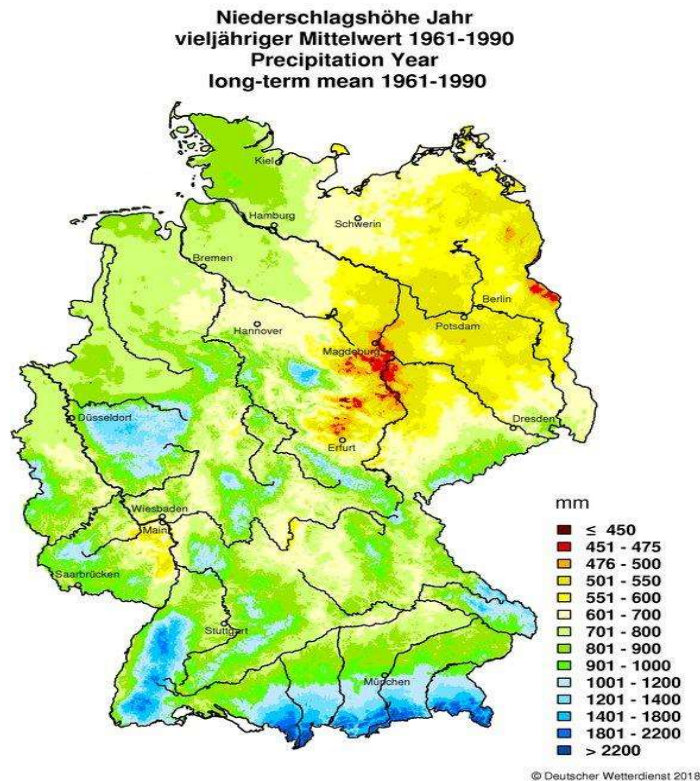 Niederschlagshöhe Jahr
vieljähriger Mittelwert 1961-1990
Precipitation Year
long-term mean 1961-1990
Kiel
Hamburg
Schwerin
Bremen
Berlin
Hannover
Potsdam
Magdeburg
Düsseldorf
Dresden
Erfurt
Wiesbaden
Mainz
Saarbrücken
Stuttgart
München
mm
≤ 450
451 - 475
476 - 500
501 - 550
551 - 600
601 - 700
701 - 800
801 - 900
901 - 1000
1001 - 1200
1201 - 1400
1401 - 1800
1801 - 2200
> 2200
© Deutscher Wetterdienst 2018